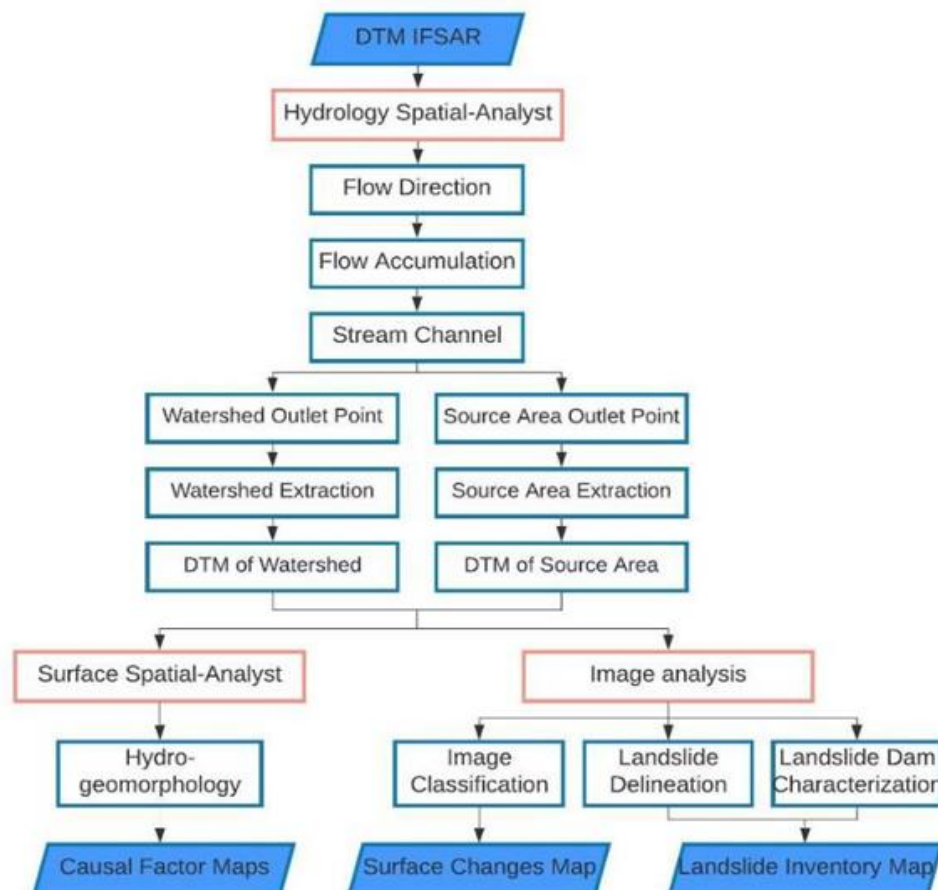 DTM IFSAR
Hydrology Spatial-Analyst
Flow Direction
Flow Accumulation
Stream Channel
Watershed Outlet Point
Source Area Outlet Point
Watershed Extraction
Source Area Extraction
DTM of Watershed
DTM of Source Area
Surface Spatial-Analyst
Image analysis
Hydro-
geomorphology
Image
Classification
Landslide
Delineation
Landslide Dam
Characterization
Causal Factor Maps
Surface Changes Map
Landslide Inventory Map